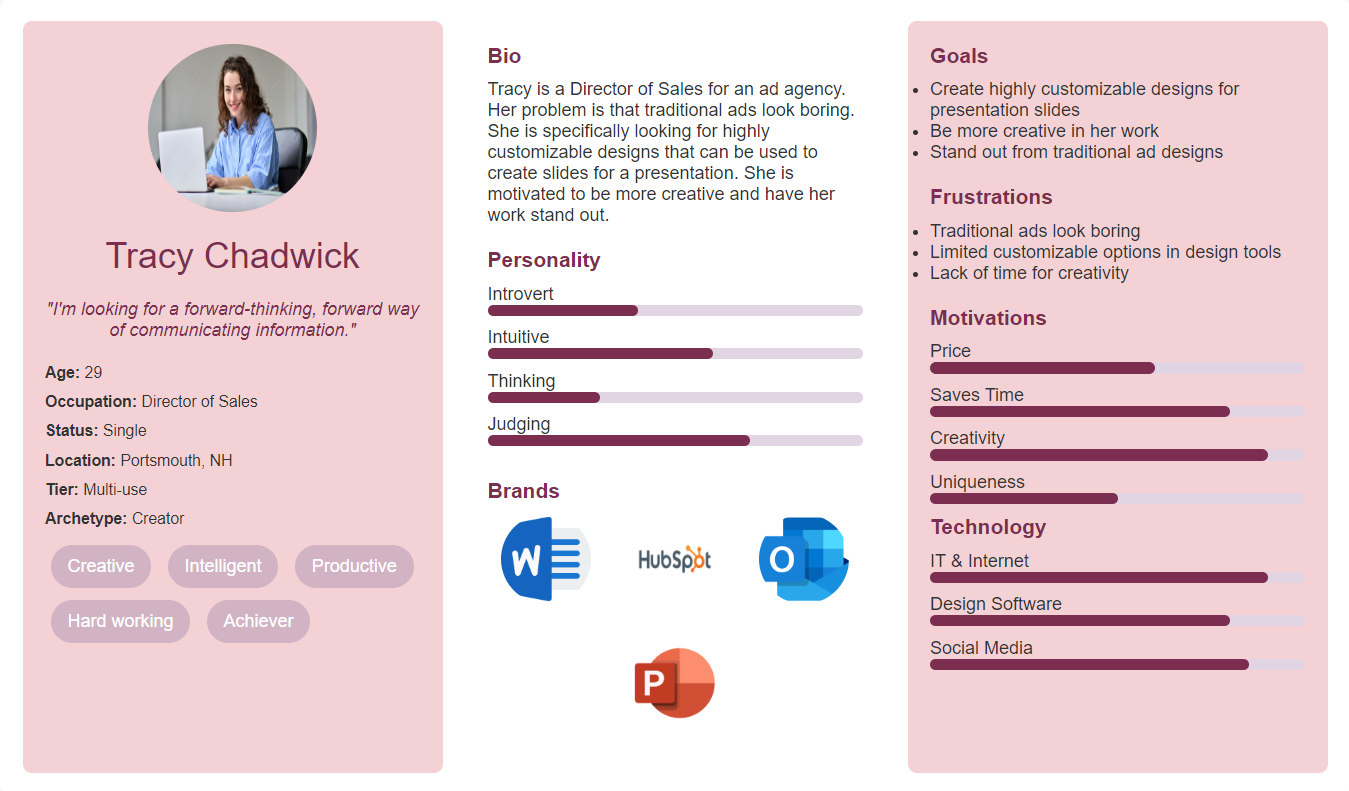 Tracy Chadwick
"I'm looking for a forward-thinking, forward way
of communicating information."
Age: 29
Occupation: Director of Sales
Status: Single
Location: Portsmouth, NH
Tier: Multi-use
Archetype: Creator
Creative
Intelligent
Productive
Hard working
Achiever
Bio
Tracy is a Director of Sales for an ad agency.
Her problem is that traditional ads look boring.
She is specifically looking for highly
customizable designs that can be used to
create slides for a presentation. She is
motivated to be more creative and have her
work stand out.
Personality
Introvert
Intuitive
Thinking
Judging
Brands
W
HubSpot
O
P
Goals
Create highly customizable designs for
presentation slides
Be more creative in her work
Stand out from traditional ad designs
Frustrations
Traditional ads look boring
Limited customizable options in design tools
Lack of time for creativity
Motivations
Price
Saves Time
Creativity
Uniqueness
Technology
IT & Internet
Design Software
Social Media